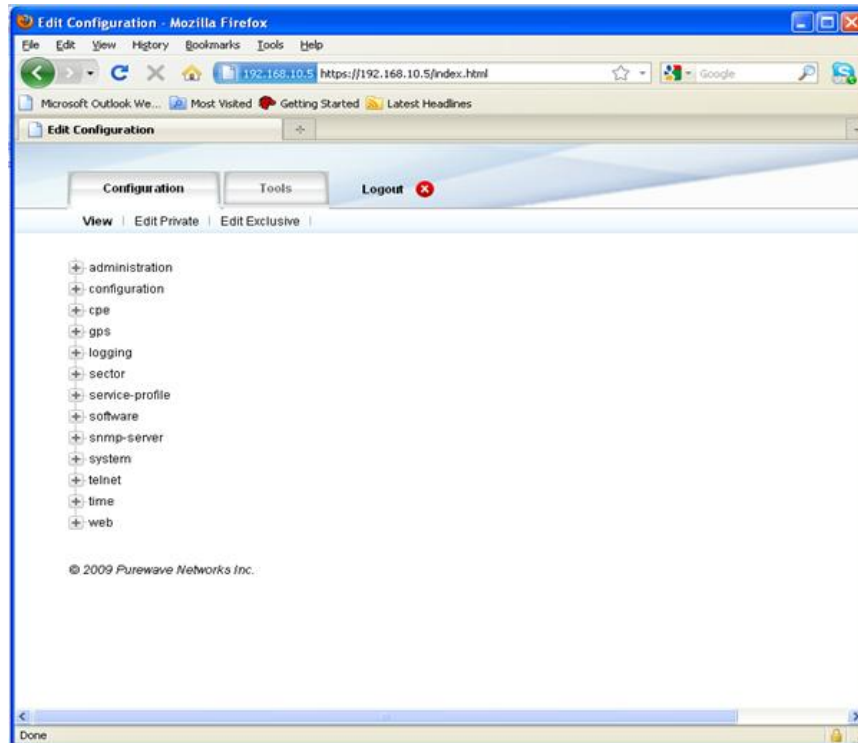 Edit Configuration - Mozilla Firefox
File Edit View History Bookmarks Tools Help
192.168.10.5 https://192.168.10.5/index.html Google
Microsoft Outlook We... Most Visited Getting Started Latest Headlines
Edit Configuration
Configuration Tools Logout
View | Edit Private | Edit Exclusive |
administration
configuration
cpe
gps
logging
sector
service-profile
software
snmp-server
system
telnet
time
web
© 2009 Purewave Networks Inc.
Done